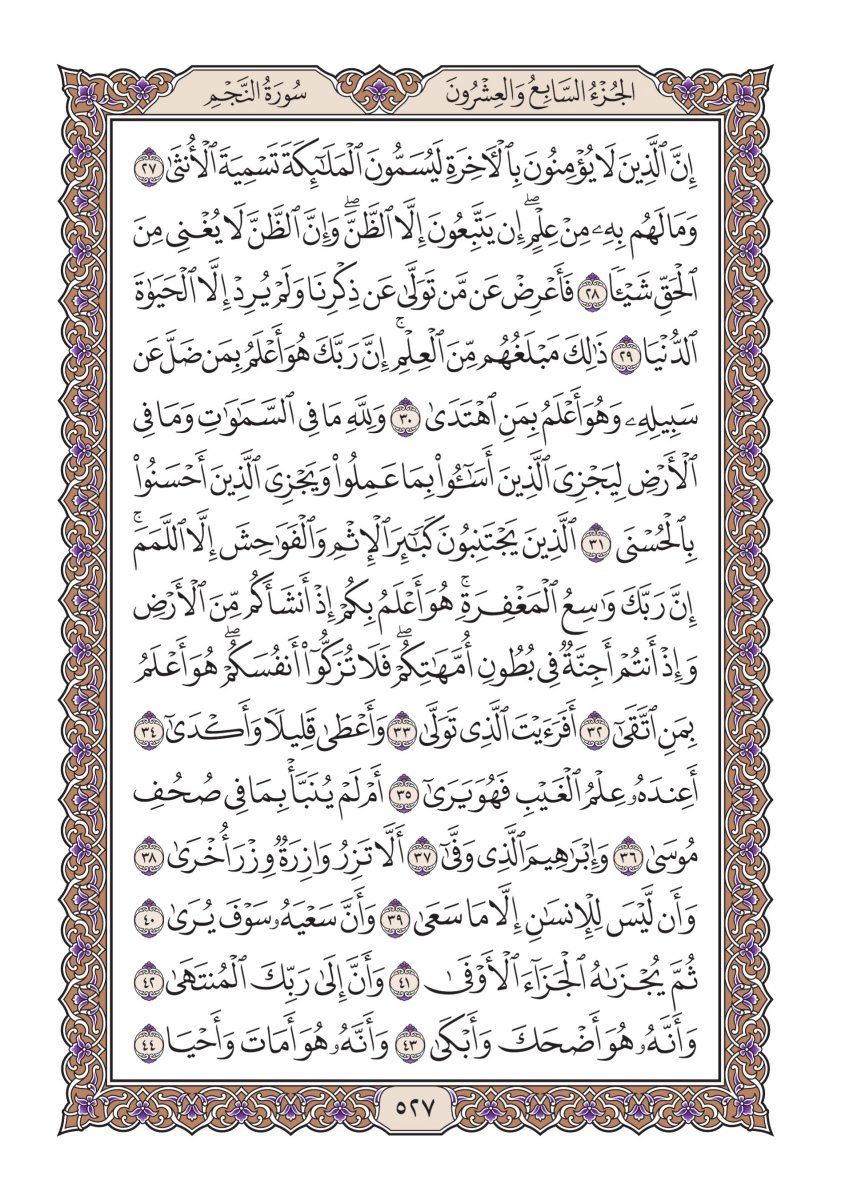 الجُزْءُ السَّابِعُ وَالعِشْرُونَ
سُورَةُ النَّجْمِ
إِنَّ ٱلَّذِينَ لَا يُؤْمِنُونَ بِٱلْأَخِرَةِ لَيُسَمُّونَ ٱلْمَلَٰٓئِكَةَ تَسْمِيَةَ ٱلْأُنثَىٰ ٢٧
وَمَا لَهُم بِهِۦ مِنْ عِلْمٍۖ إِن يَتَّبِعُونَ إِلَّا ٱلظَّنَّۖ وَإِنَّ ٱلظَّنَّ لَا يُغْنِى مِنَ
ٱلْحَقِّ شَيْـًٔا ٢٨ فَأَعْرِضْ عَن مَّن تَوَلَّىٰ عَن ذِكْرِنَا وَلَمْ يُرِدْ إِلَّا ٱلْحَيَوٰةَ
ٱلدُّنْيَا ٢٩ ذَٰلِكَ مَبْلَغُهُم مِّنَ ٱلْعِلْمِۚ إِنَّ رَبَّكَ هُوَ أَعْلَمُ بِمَن ضَلَّ عَن
سَبِيلِهِۦ وَهُوَ أَعْلَمُ بِمَنِ ٱهْتَدَىٰ ٣٠ وَلِلَّهِ مَا فِى ٱلسَّمَٰوَٰتِ وَمَا فِى
ٱلْأَرْضِ لِيَجْزِىَ ٱلَّذِينَ أَسَٰٓـُٔوا۟ بِمَا عَمِلُوا۟ وَيَجْزِىَ ٱلَّذِينَ أَحْسَنُوا۟
بِٱلْحُسْنَى ٣١ ٱلَّذِينَ يَجْتَنِبُونَ كَبَٰٓئِرَ ٱلْإِثْمِ وَٱلْفَوَٰحِشَ إِلَّا ٱللَّمَمَۚ
إِنَّ رَبَّكَ وَٰسِعُ ٱلْمَغْفِرَةِۚ هُوَ أَعْلَمُ بِكُمْ إِذْ أَنشَأَكُم مِّنَ ٱلْأَرْضِ
وَإِذْ أَنتُمْ أَجِنَّةٌ فِى بُطُونِ أُمَّهَٰتِكُمْۖ فَلَا تُزَكُّوٓا۟ أَنفُسَكُمْۖ هُوَ أَعْلَمُ
بِمَنِ ٱتَّقَىٰٓ ٣٢ أَفَرَءَيْتَ ٱلَّذِى تَوَلَّىٰ ٣٣ وَأَعْطَىٰ قَلِيلًا وَأَكْدَىٰٓ ٣٤
أَعِندَهُۥ عِلْمُ ٱلْغَيْبِ فَهُوَ يَرَىٰٓ ٣٥ أَمْ لَمْ يُنَبَّأْ بِمَا فِى صُحُفِ
مُوسَىٰ ٣٦ وَإِبْرَٰهِيمَ ٱلَّذِى وَفَّىٰٓ ٣٧ أَلَّا تَزِرُ وَازِرَةٌ وِزْرَ أُخْرَىٰ ٣٨
وَأَن لَّيْسَ لِلْإِنسَٰنِ إِلَّا مَا سَعَىٰ ٣٩ وَأَنَّ سَعْيَهُۥ سَوْفَ يُرَىٰ ٤٠
ثُمَّ يُجْزَىٰهُ ٱلْجَزَآءَ ٱلْأَوْفَىٰ ٤١ وَأَنَّ إِلَىٰ رَبِّكَ ٱلْمُنتَهَىٰ ٤٢
وَأَنَّهُۥ هُوَ أَضْحَكَ وَأَبْكَىٰ ٤٣ وَأَنَّهُۥ هُوَ أَمَاتَ وَأَحْيَا ٤٤
٥٢٧